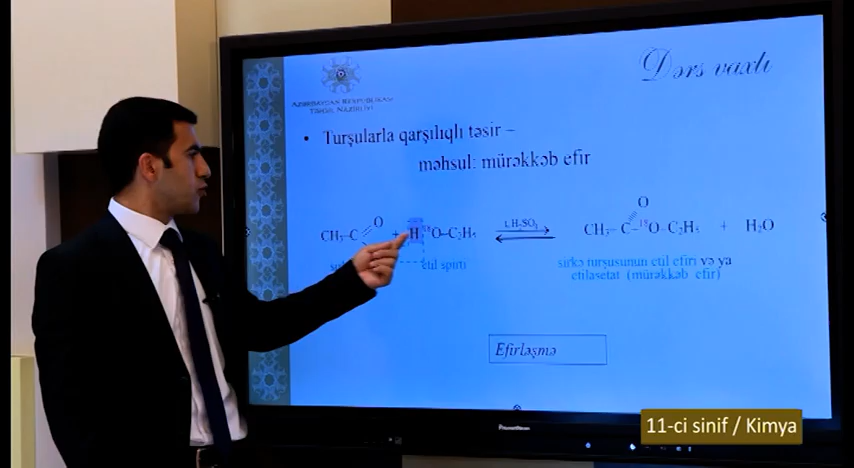 Dərs vaxtı
AZƏRBAYCAN RESPUBLİKASI
TƏHSİL NAZİRLİYİ
• Turşularla qarşılıqlı təsir –
məhsul: mürəkkəb efir
O O
CH₃–C + H ¹⁸O–C₂H₅ t, H₂SO₄ CH₃–C–¹⁸O–C₂H₅ + H₂O
etil spirti sirkə turşusunun etil efiri və ya
etilasetat (mürəkkəb efir)
Efirləşmə
Promethean
11-ci sinif / Kimya